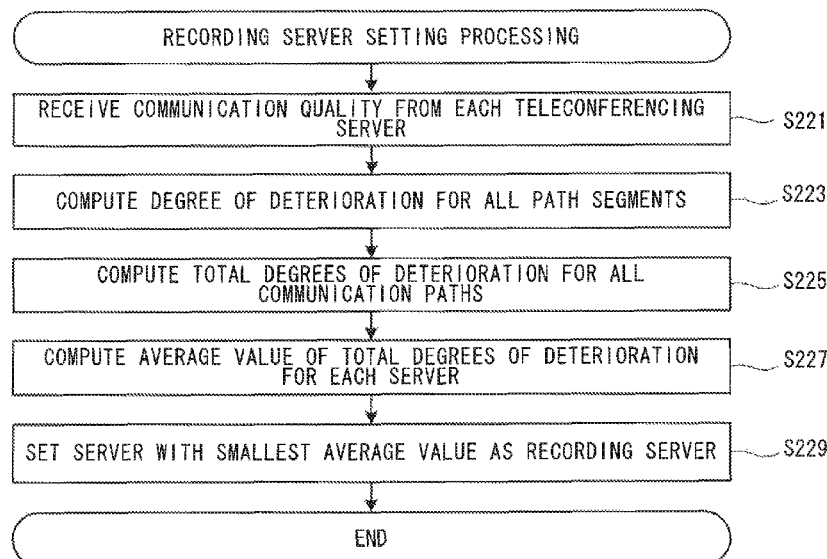 RECORDING SERVER SETTING PROCESSING
RECEIVE COMMUNICATION QUALITY FROM EACH TELECONFERENCING
SERVER
S221
COMPUTE DEGREE OF DETERIORATION FOR ALL PATH SEGMENTS
S223
COMPUTE TOTAL DEGREES OF DETERIORATION FOR ALL
COMMUNICATION PATHS
S225
COMPUTE AVERAGE VALUE OF TOTAL DEGREES OF DETERIORATION
FOR EACH SERVER
S227
SET SERVER WITH SMALLEST AVERAGE VALUE AS RECORDING SERVER
S229
END